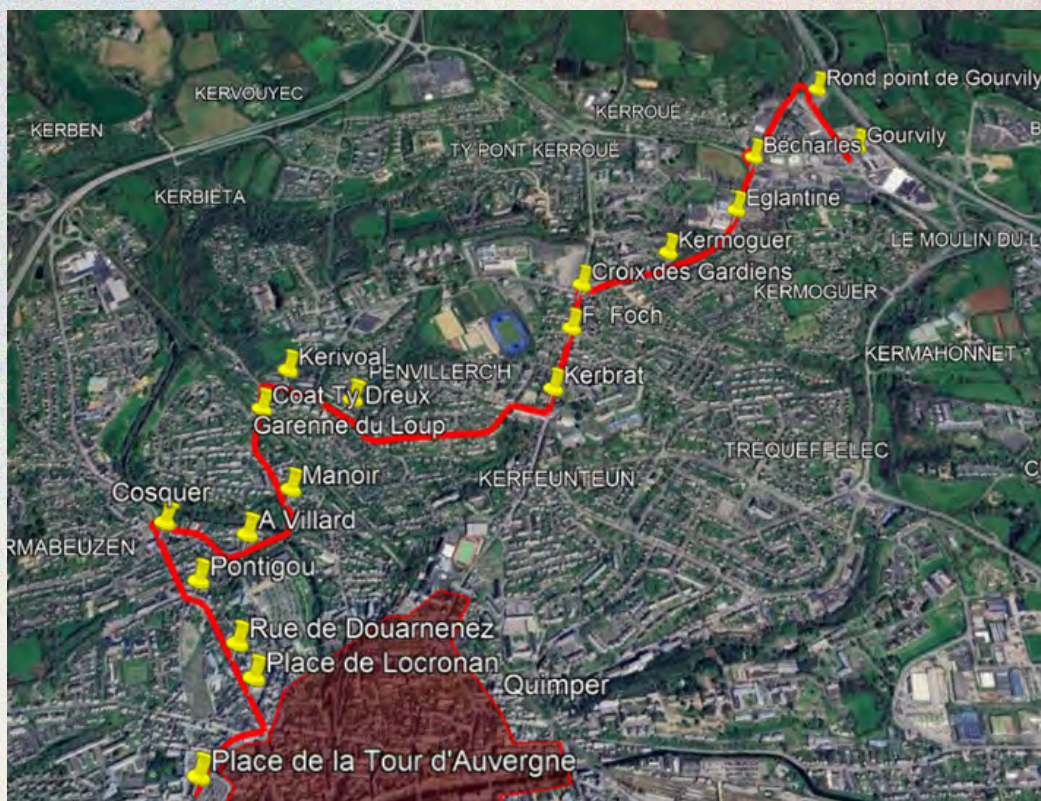 Rond point de Gourvily
KERVOUYEC
KERROUÉ
KERBEN
B
Gourvily
Bécharles
TY PONT KERROUÉ
KERBIETA
Eglantine
Kermoguer
LE MOULIN DU L
Croix des Gardiens
KERMOGUER
F. Foch
KERMAHONNET
Kerivoal
PENVILLERC'H
Kerbrat
Coat Ty Dreux
Garenne du Loup
TREQUEFFELEC
Manoir
KERFEUNTEUN
C
Cosquer
A Villard
RMABEUZEN
Pontigou
Rue de Douarnenez
Place de Locronan
Quimper
Place de la Tour d'Auvergne